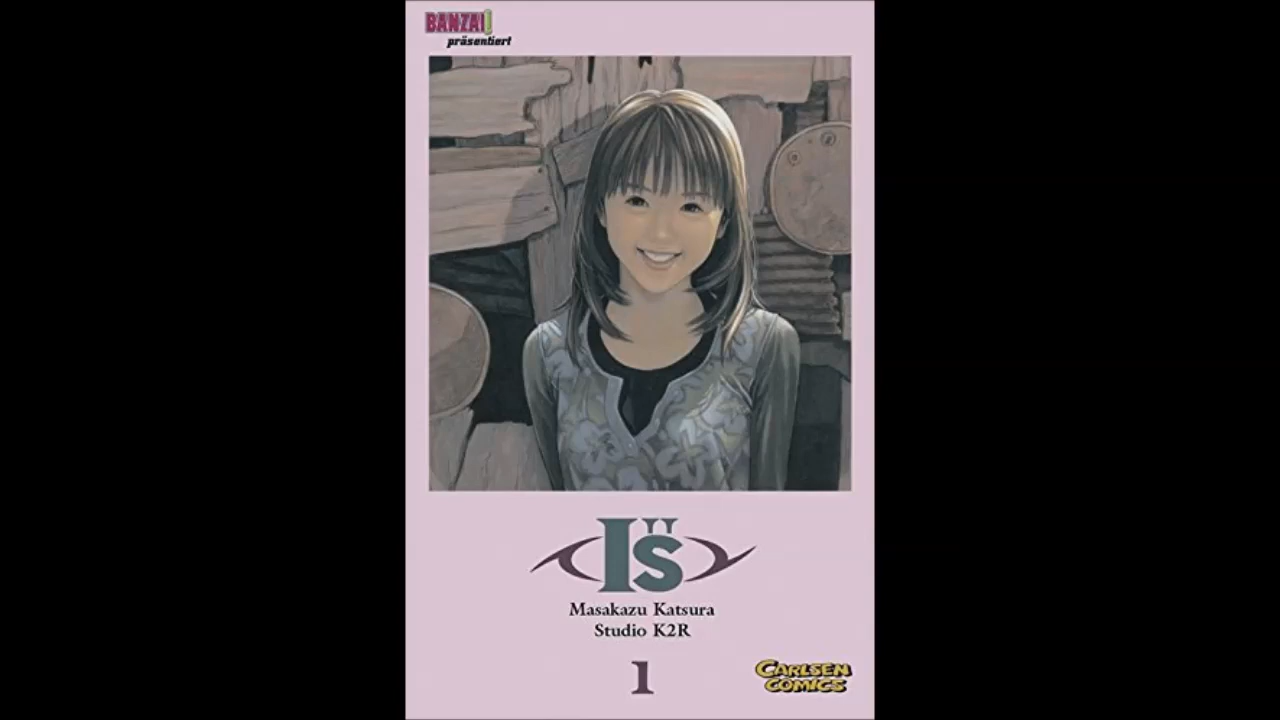 BANZAI!
präsentiert
I"s
Masakazu Katsura
Studio K2R
1
CARLSEN
COMICS